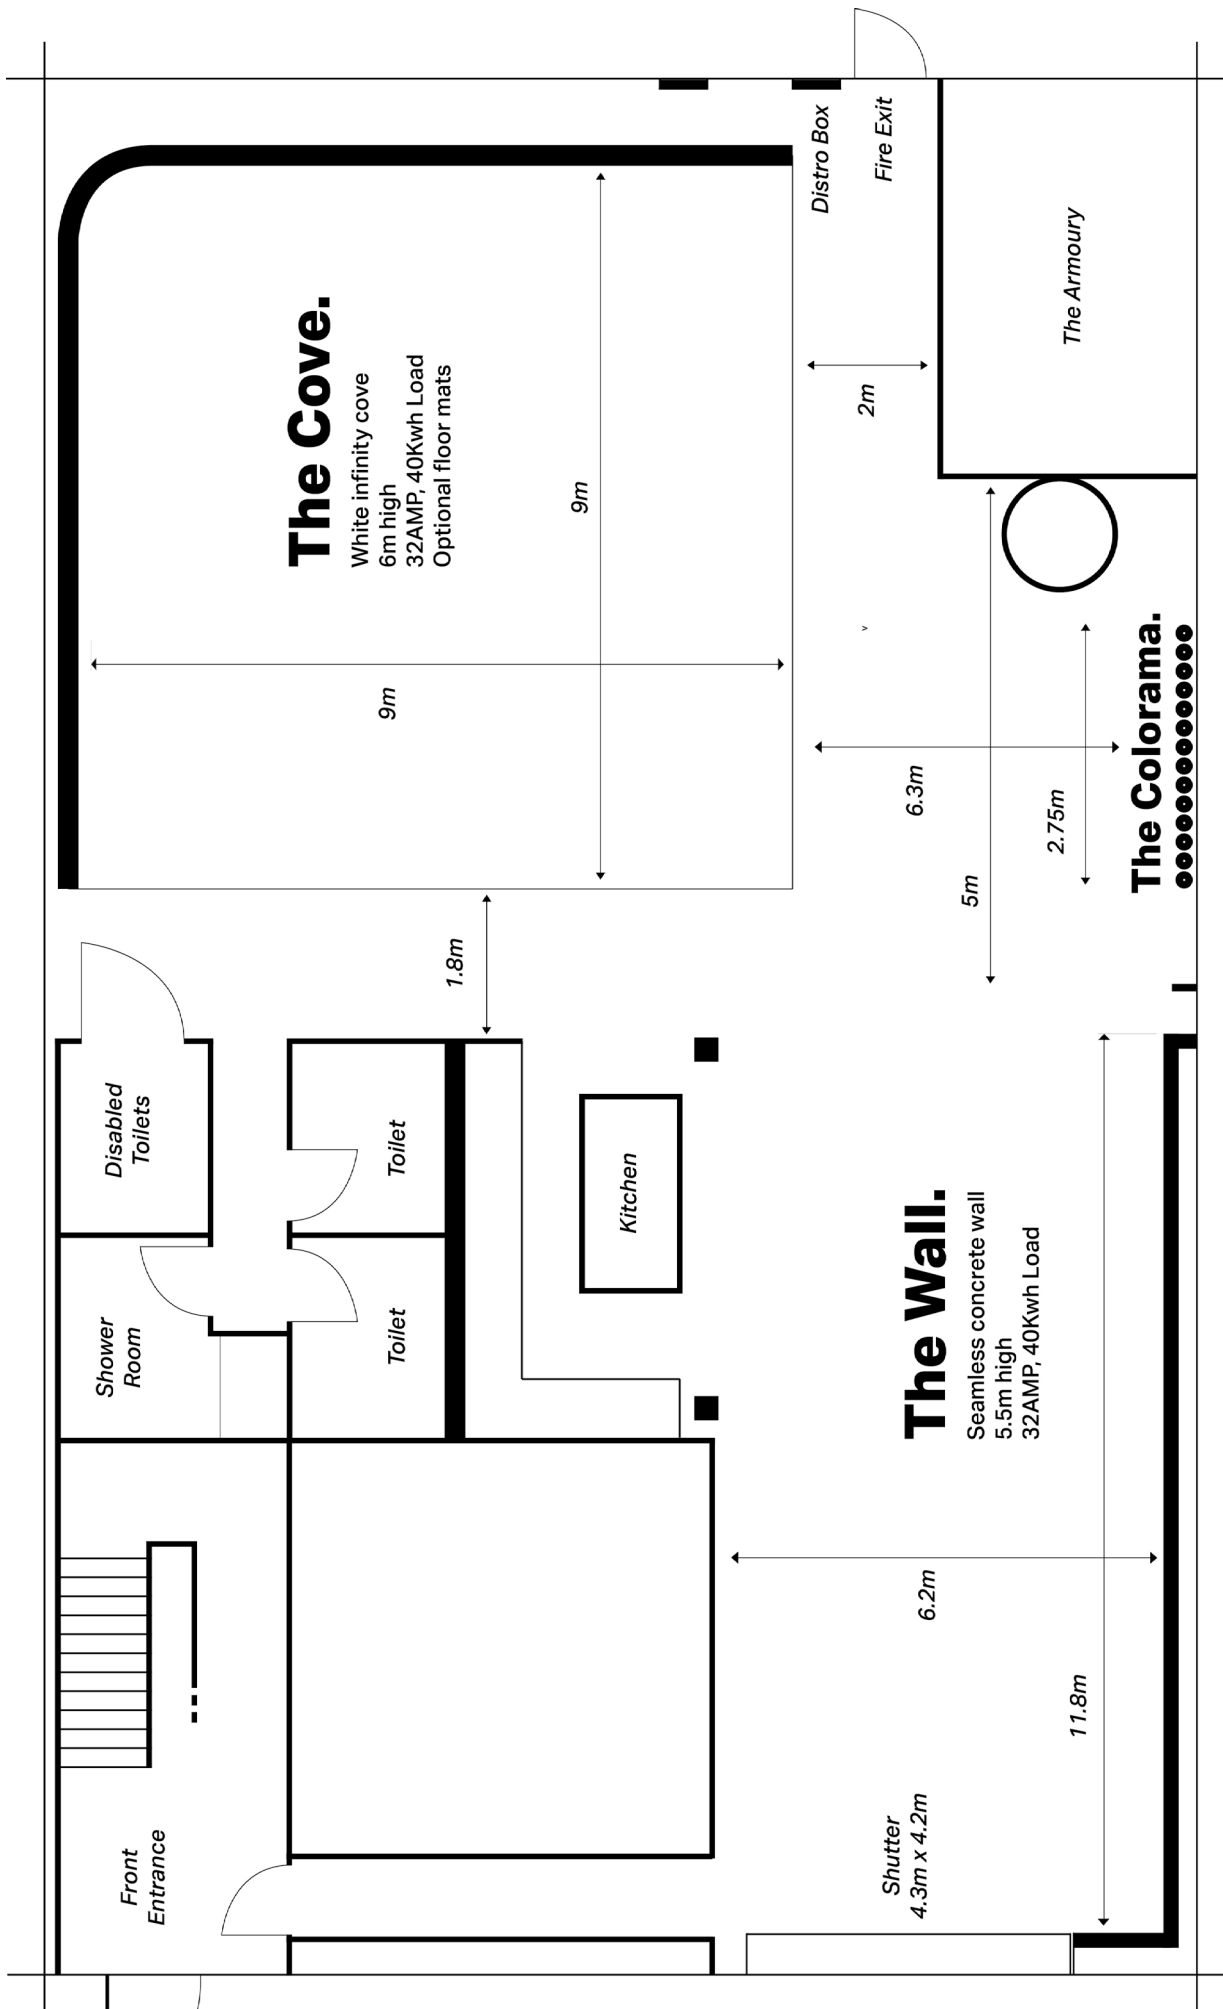 Front
Entrance
Shower
Room
Disabled
Toilets
The Cove.
White infinity cove
6m high
32AMP, 40Kwh Load
Optional floor mats
9m
9m
Toilet
Toilet
1.8m
Kitchen
Distro Box
Fire Exit
2m
The Armoury
Shutter
4.3m x 4.2m
The Wall.
Seamless concrete wall
5.5m high
32AMP, 40Kwh Load
6.2m
11.8m
6.3m
5m
2.75m
The Colorama.